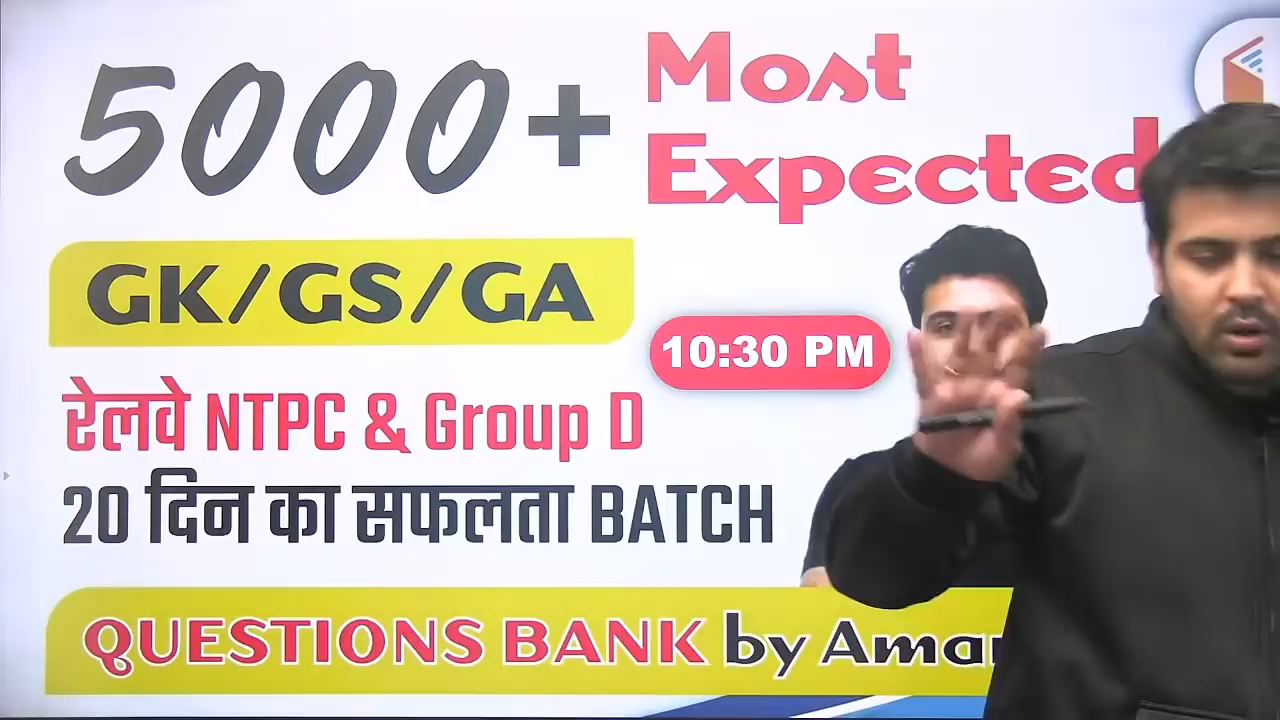 5000+
Most
Expected
GK/GS/GA
10:30 PM
रेलवे NTPC & Group D
20 दिन का सफलता BATCH
QUESTIONS BANK by